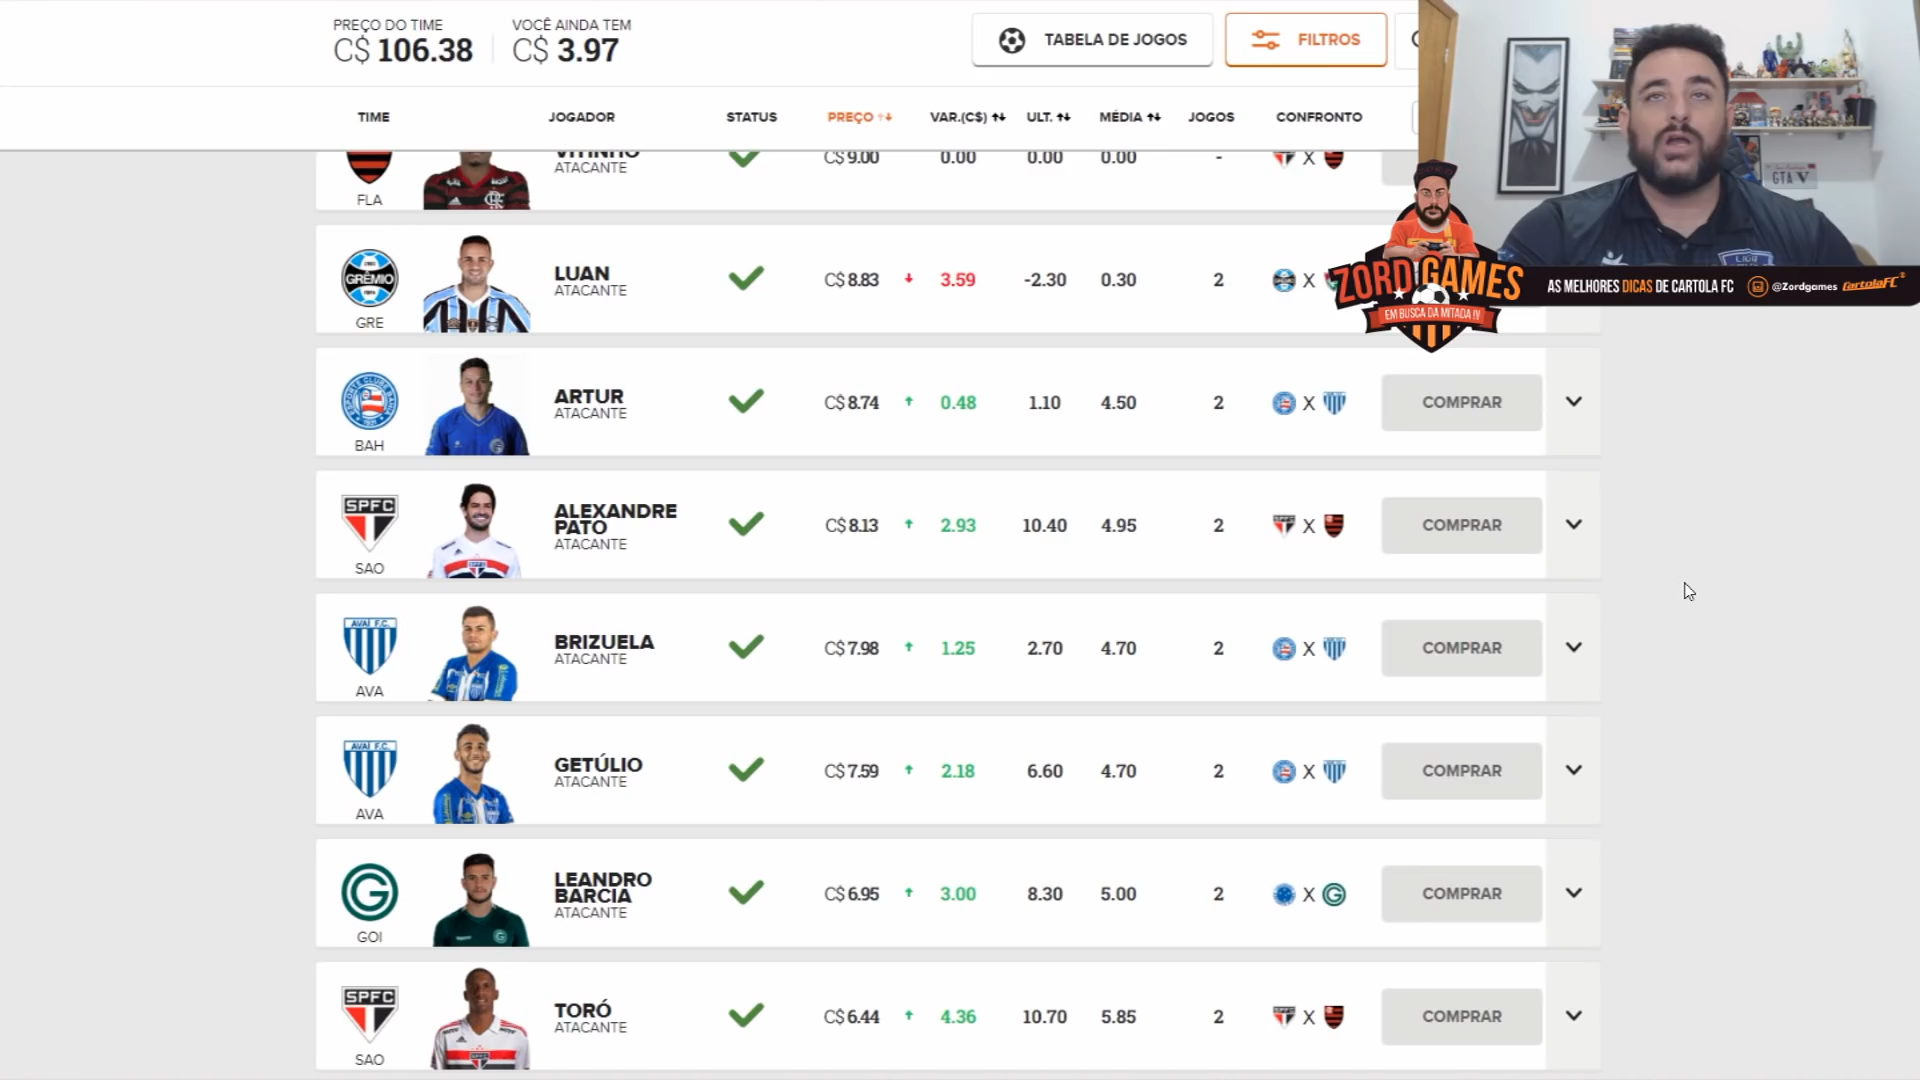 PREÇO DO TIME
C$ 106.38
VOCÊ AINDA TEM
C$ 3.97
TABELA DE JOGOS
FILTROS
TIME JOGADOR STATUS PREÇO VAR.(C$) ULT. MÉDIA JOGOS CONFRONTO
VITINHO
ATACANTE
C$ 9.00 0.00 0.00 0.00 - X
FLA
LUAN
ATACANTE
C$ 8.83 3.59 -2.30 0.30 2
GRÊMIO
GRE
ARTUR
ATACANTE
C$ 8.74 0.48 1.10 4.50 2 X COMPRAR
BAH
SPFC
ALEXANDRE
PATO
ATACANTE
C$ 8.13 2.93 10.40 4.95 2 X COMPRAR
SAO
AVAÍ F.C.
BRIZUELA
ATACANTE
C$ 7.98 1.25 2.70 4.70 2 X COMPRAR
AVA
AVAÍ F.C.
GETÚLIO
ATACANTE
C$ 7.59 2.18 6.60 4.70 2 X COMPRAR
AVA
LEANDRO
BARCIA
ATACANTE
C$ 6.95 3.00 8.30 5.00 2 X COMPRAR
GOI
SPFC
TORÓ
ATACANTE
C$ 6.44 4.36 10.70 5.85 2 X COMPRAR
SAO
GTA V
LIGA
ZORD GAMES
EM BUSCA DA MITADA !!!
AS MELHORES DICAS DE CARTOLA FC
@Zordgames
CartolaFC